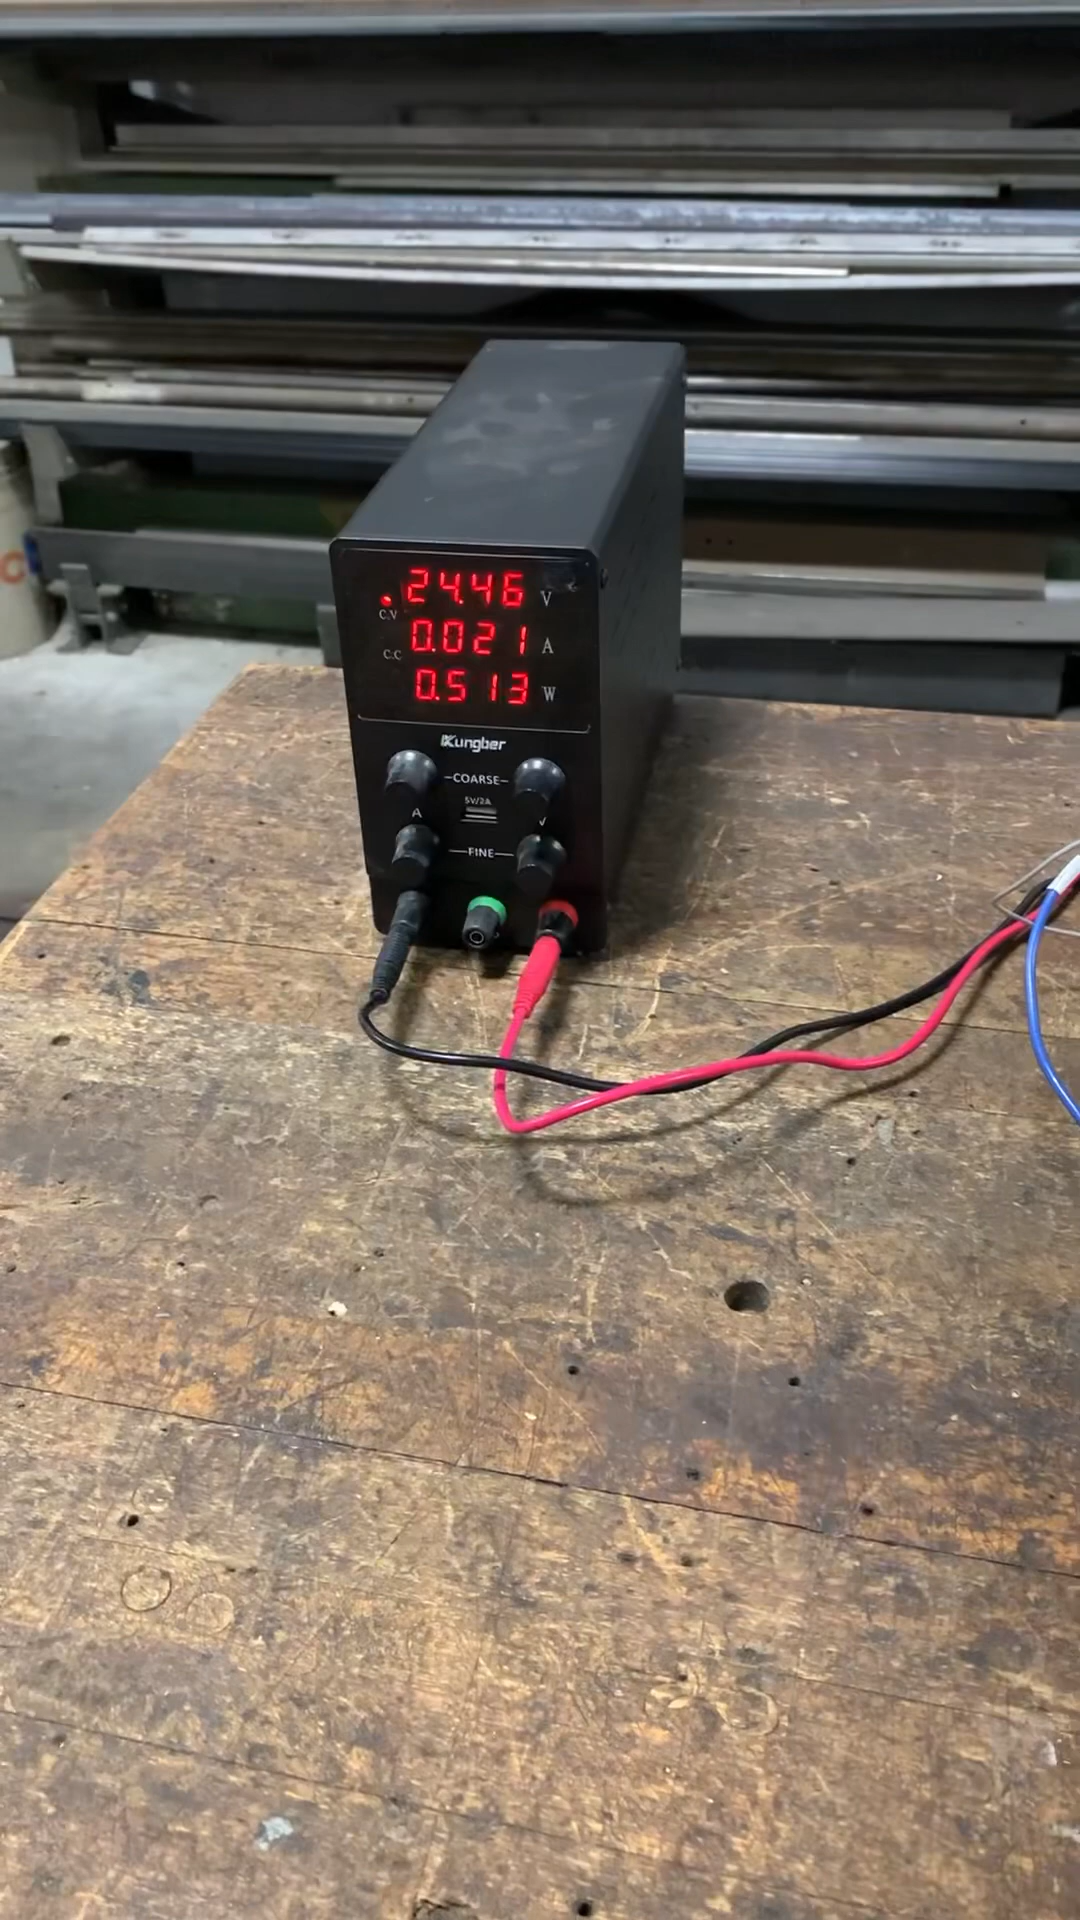 24.46 V
C.V
0.021 A
C.C
0.513 W
Kungber
COARSE
5V/2A
A V
FINE